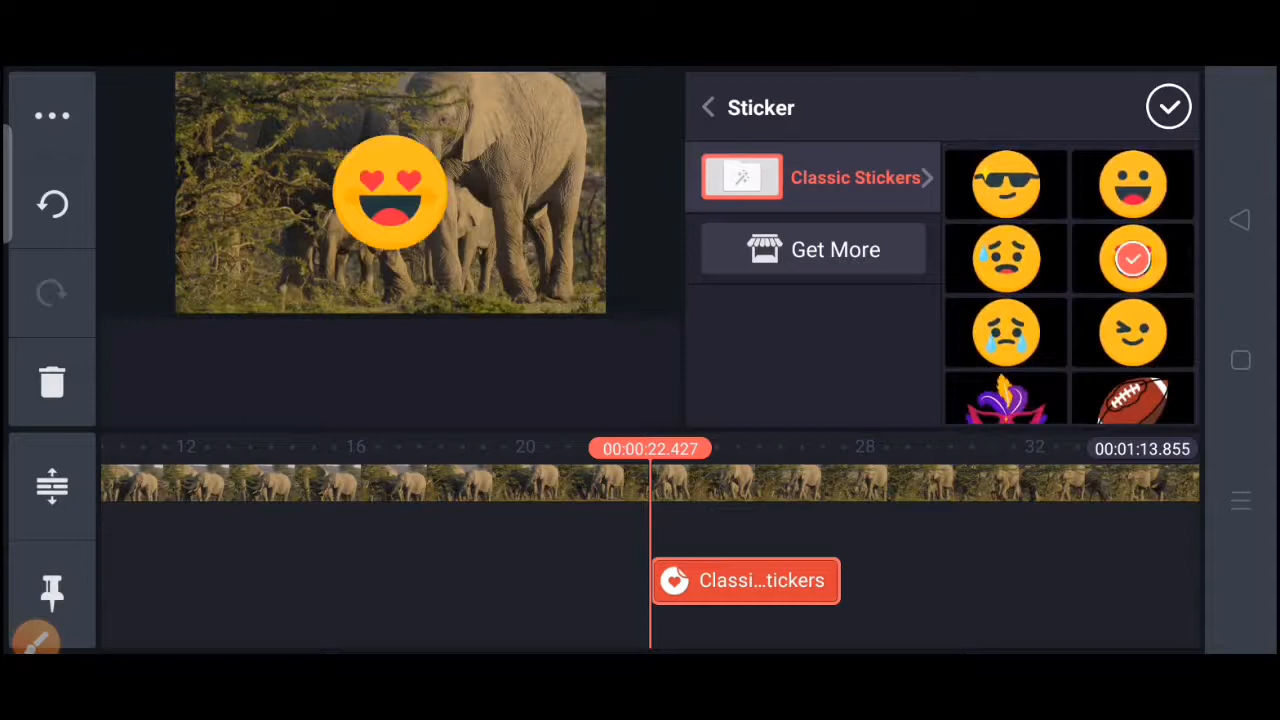 Sticker
Classic Stickers
Get More
12
16
20
00:00:22.427
28
32
00:01:13.855
Classi...tickers